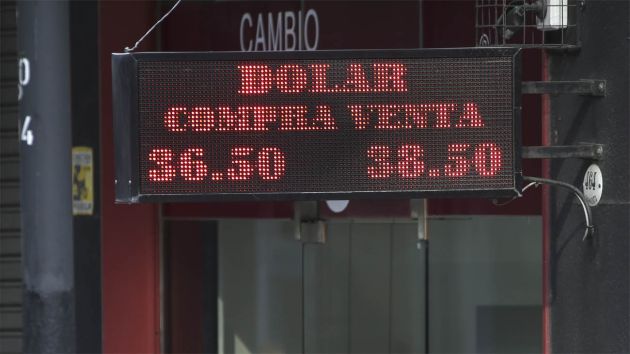 CAMBIO
DOLAR
COMPRA VENTA
36.50 38.50